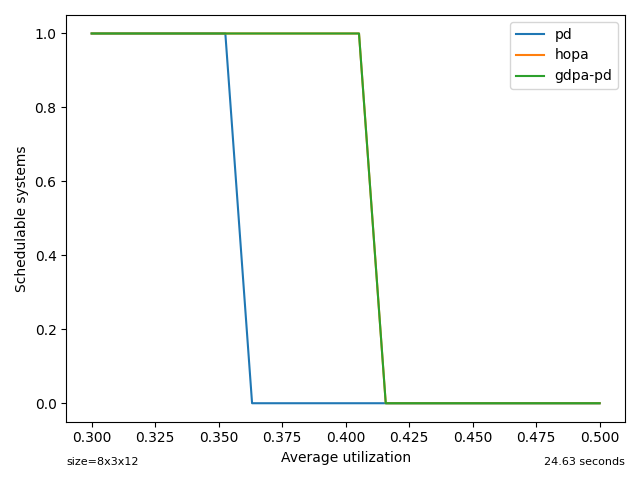 pd
hopa
gdpa-pd
Schedulable systems
1.0
0.8
0.6
0.4
0.2
0.0
0.300 0.325 0.350 0.375 0.400 0.425 0.450 0.475 0.500
Average utilization
size=8x3x12
24.63 seconds